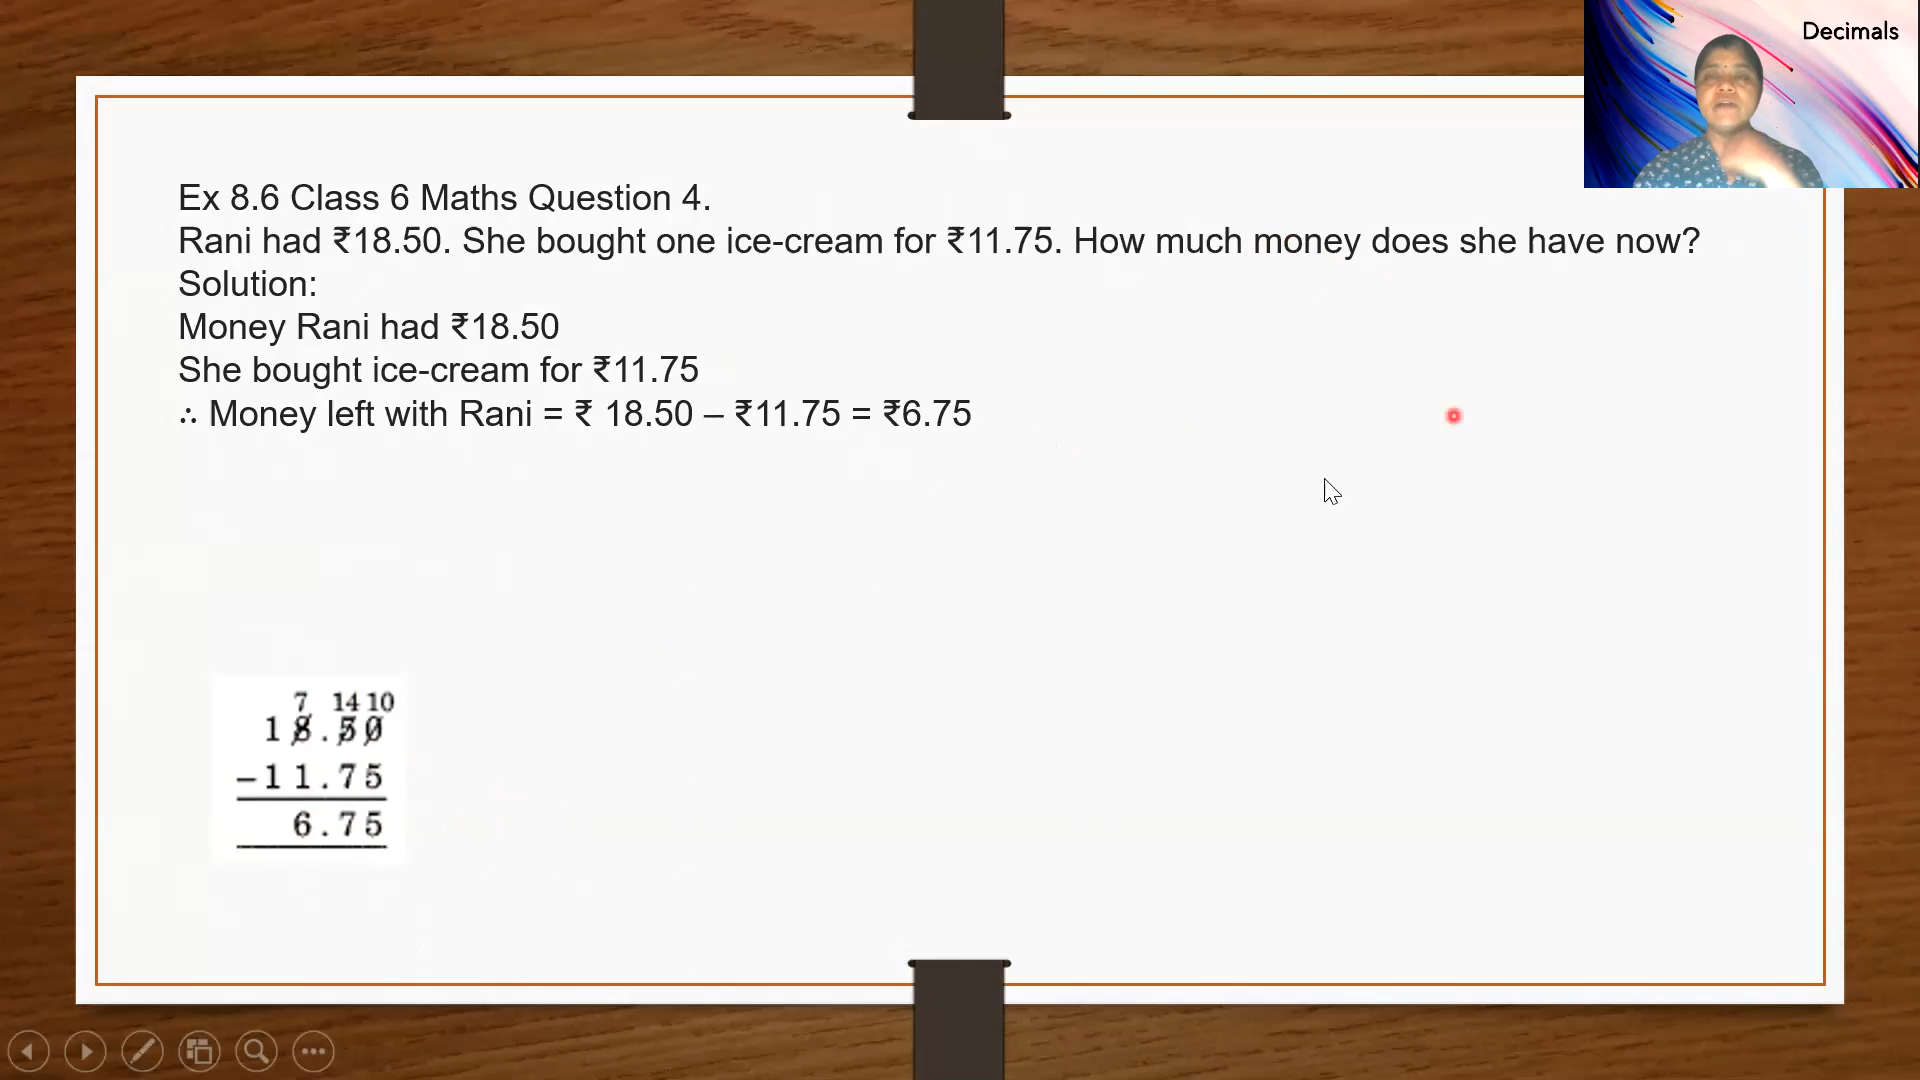 Decimals
Ex 8.6 Class 6 Maths Question 4.
Rani had ₹18.50. She bought one ice-cream for ₹11.75. How much money does she have now?
Solution:
Money Rani had ₹18.50
She bought ice-cream for ₹11.75
∴ Money left with Rani = ₹ 18.50 – ₹11.75 = ₹6.75
7 14 10
1 8 . 5 0
– 1 1 . 7 5
6 . 7 5